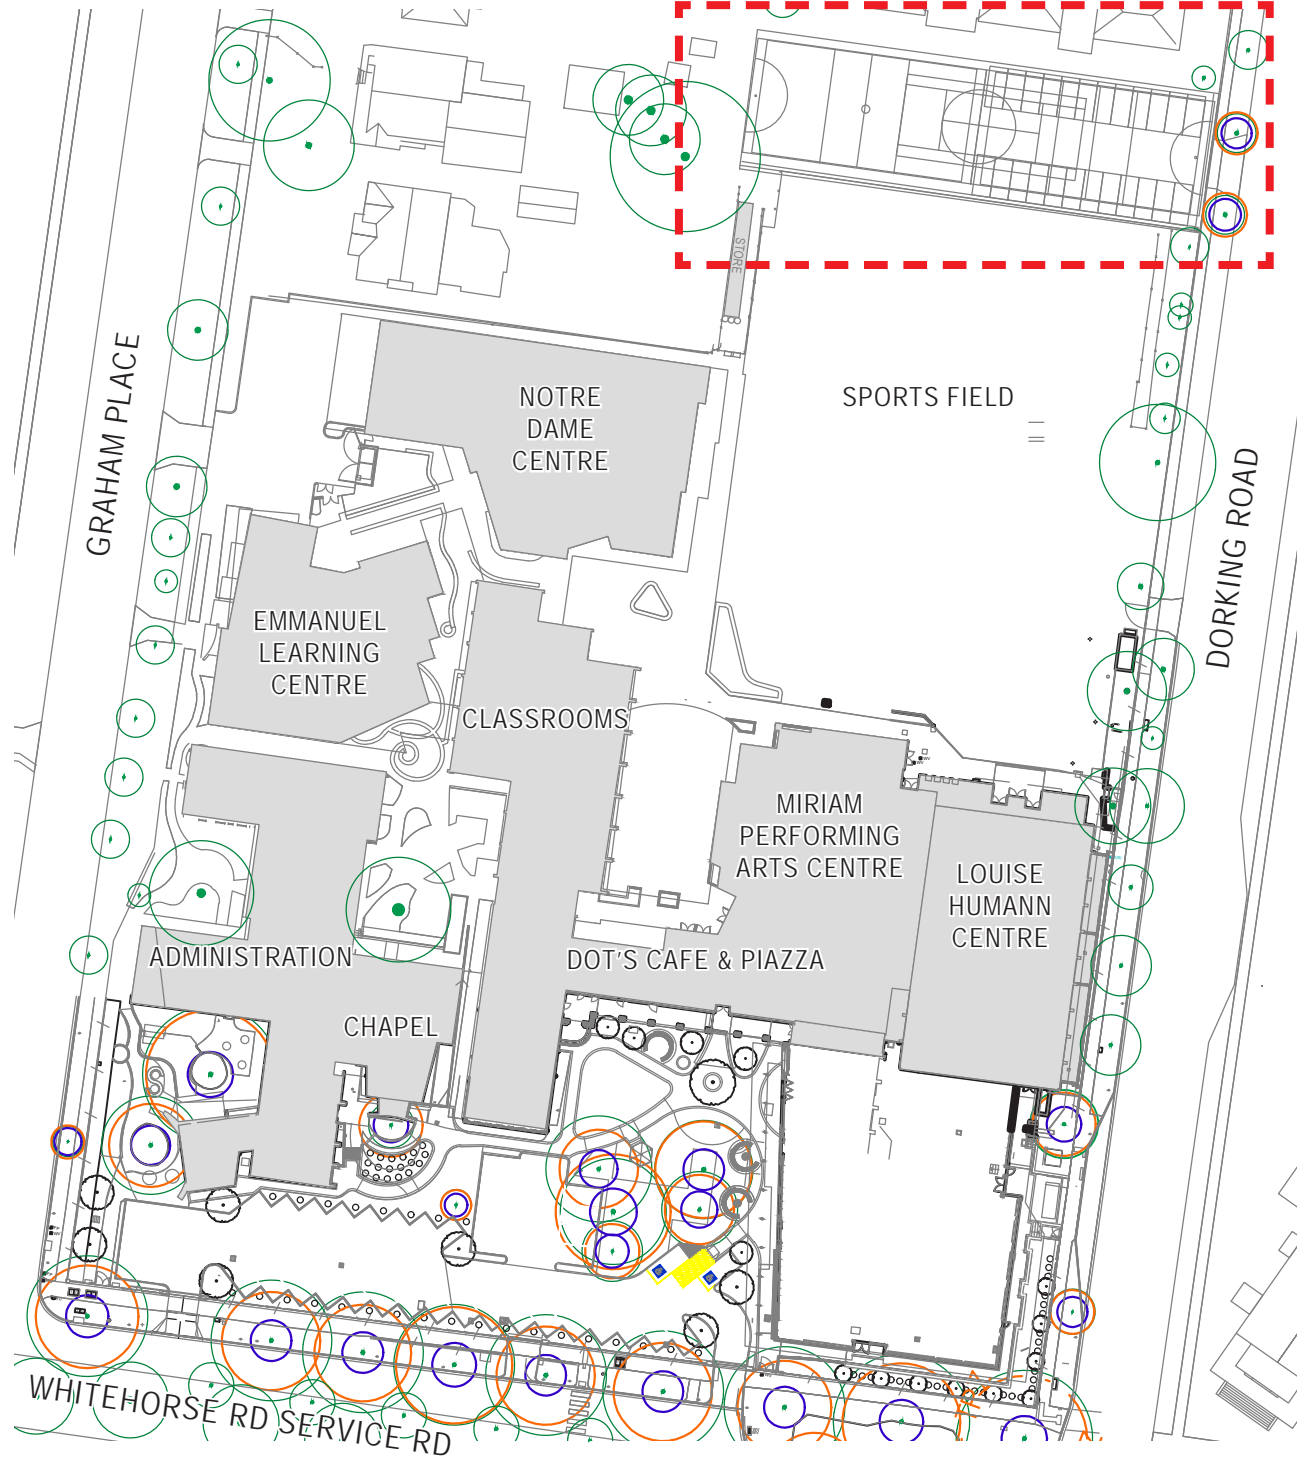 STORE
GRAHAM PLACE
NOTRE
DAME
CENTRE
SPORTS FIELD
DORKING ROAD
EMMANUEL
LEARNING
CENTRE
CLASSROOMS
MIRIAM
PERFORMING
ARTS CENTRE
LOUISE
HUMANN
CENTRE
ADMINISTRATION
DOT'S CAFE & PIAZZA
CHAPEL
WHITEHORSE RD SERVICE RD